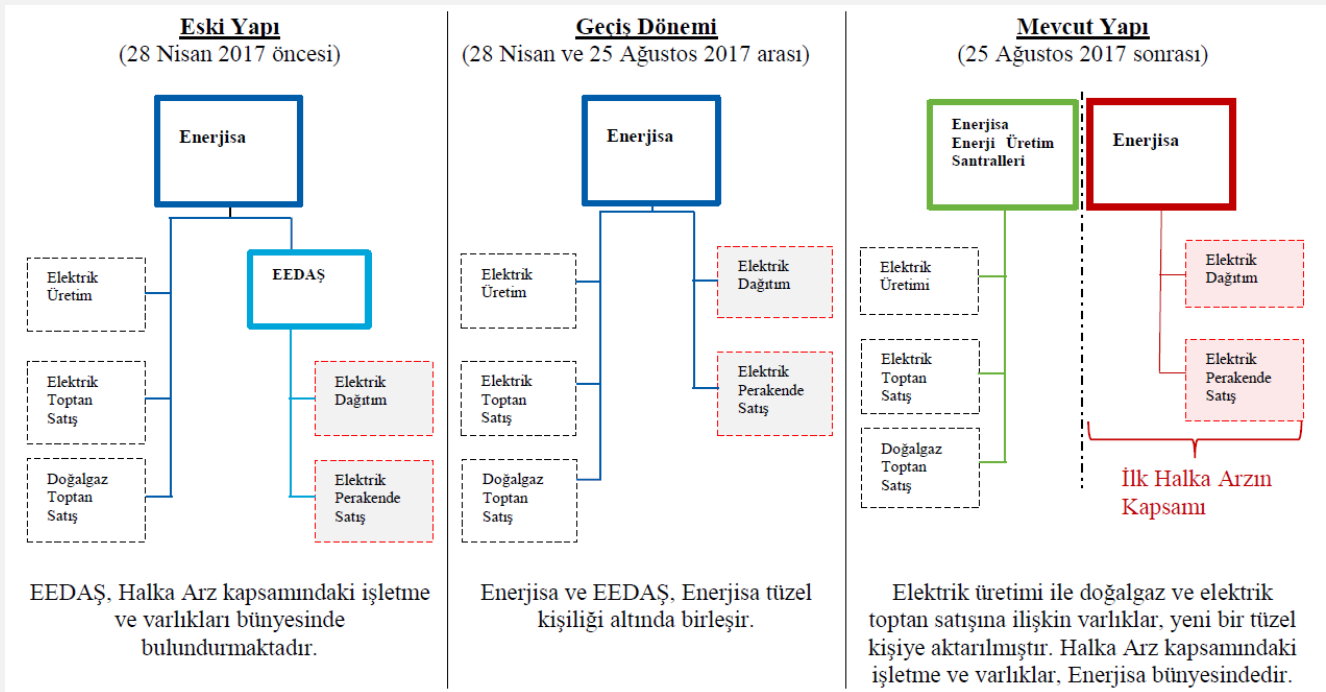 Eski Yapı
(28 Nisan 2017 öncesi)
Enerjisa
EEDAŞ
Elektrik
Üretim
Elektrik
Toptan
Satış
Doğalgaz
Toptan
Satış
Elektrik
Dağıtım
Elektrik
Perakende
Satış
EEDAŞ, Halka Arz kapsamındaki işletme
ve varlıkları bünyesinde
bulundurmaktadır.
Geçiş Dönemi
(28 Nisan ve 25 Ağustos 2017 arası)
Enerjisa
Elektrik
Üretim
Elektrik
Toptan
Satış
Doğalgaz
Toptan
Satış
Elektrik
Dağıtım
Elektrik
Perakende
Satış
Enerjisa ve EEDAŞ, Enerjisa tüzel
kişiliği altında birleşir.
Mevcut Yapı
(25 Ağustos 2017 sonrası)
Enerjisa
Enerji Üretim
Santralleri
Enerjisa
Elektrik
Üretimi
Elektrik
Toptan
Satış
Doğalgaz
Toptan
Satış
Elektrik
Dağıtım
Elektrik
Perakende
Satış
İlk Halka Arzın
Kapsamı
Elektrik üretimi ile doğalgaz ve elektrik
toptan satışına ilişkin varlıklar, yeni bir tüzel
kişiye aktarılmıştır. Halka Arz kapsamındaki
işletme ve varlıklar, Enerjisa bünyesindedir.